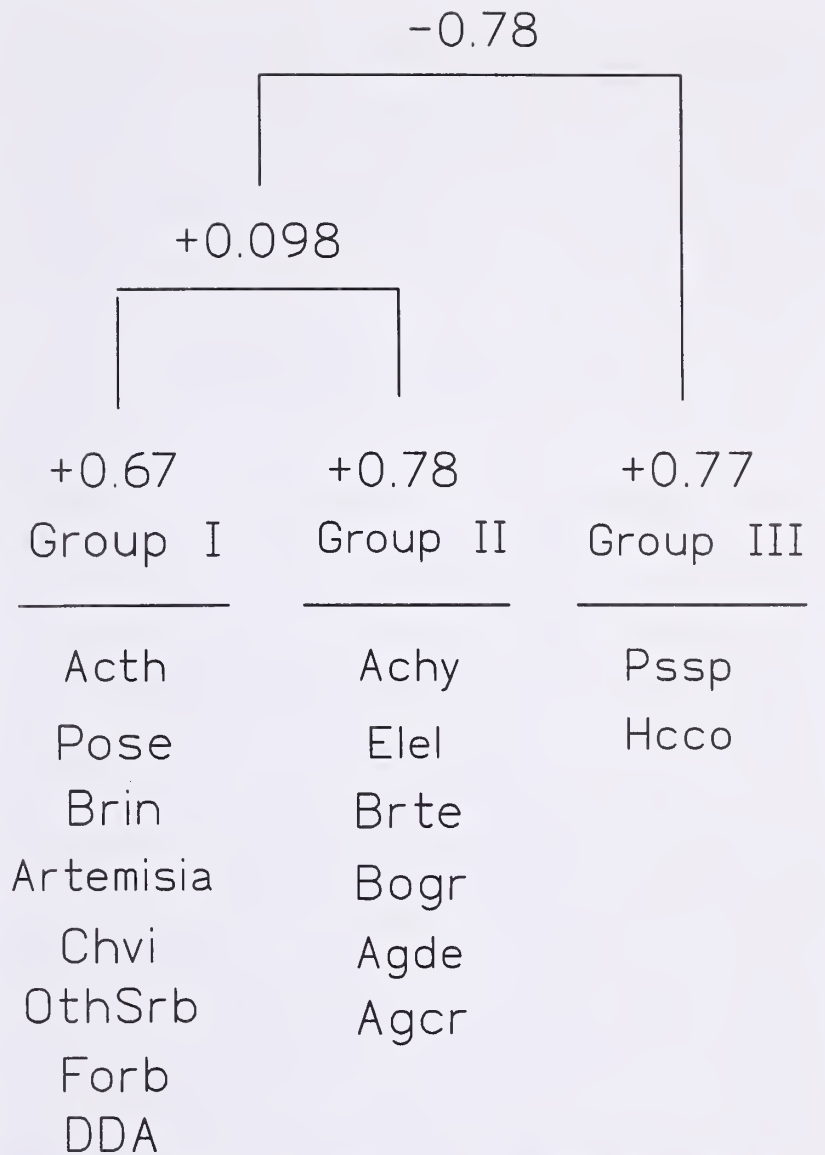 -0.78
+0.098
+0.67 +0.78 +0.77
Group I Group II Group III
Acth Achy Pssp
Pose Elel Hcco
Brin Brte
Artemisia Bogr
Chvi Agde
OthSrb Agcr
Forb
DDA